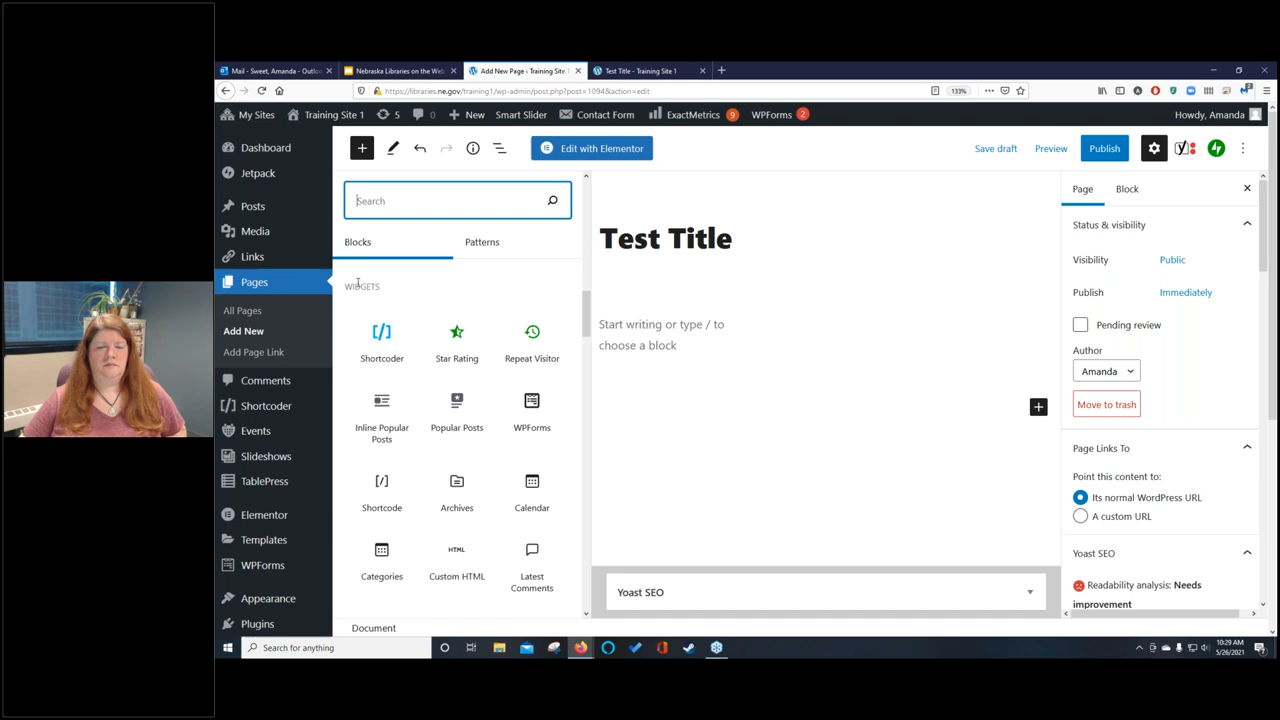 Mail - Sweet, Amanda - Outloo
Nebraska Libraries on the Web
Add New Page ‹ Training Site 1
Test Title - Training Site 1
https://libraries.ne.gov/training1/wp-admin/post.php?post=1094&action=edit
133%
My Sites
Training Site 1
5
0
New
Smart Slider
Contact Form
ExactMetrics
9
WPForms
2
Howdy, Amanda
Dashboard
Jetpack
Posts
Media
Links
Pages
All Pages
Add New
Add Page Link
Comments
Shortcoder
Events
Slideshows
TablePress
Elementor
Templates
WPForms
Appearance
Plugins
Edit with Elementor
Save draft
Preview
Publish
Search
Blocks
Patterns
WIDGETS
Shortcoder
Star Rating
Repeat Visitor
Inline Popular
Posts
Popular Posts
WPForms
Shortcode
Archives
Calendar
Categories
HTML
Custom HTML
Latest
Comments
Test Title
Start writing or type / to
choose a block
Yoast SEO
Document
Page
Block
Status & visibility
Visibility
Public
Publish
Immediately
Pending review
Author
Amanda
Move to trash
Page Links To
Point this content to:
Its normal WordPress URL
A custom URL
Yoast SEO
Readability analysis: Needs
improvement
Search for anything
10:29 AM
5/26/2021